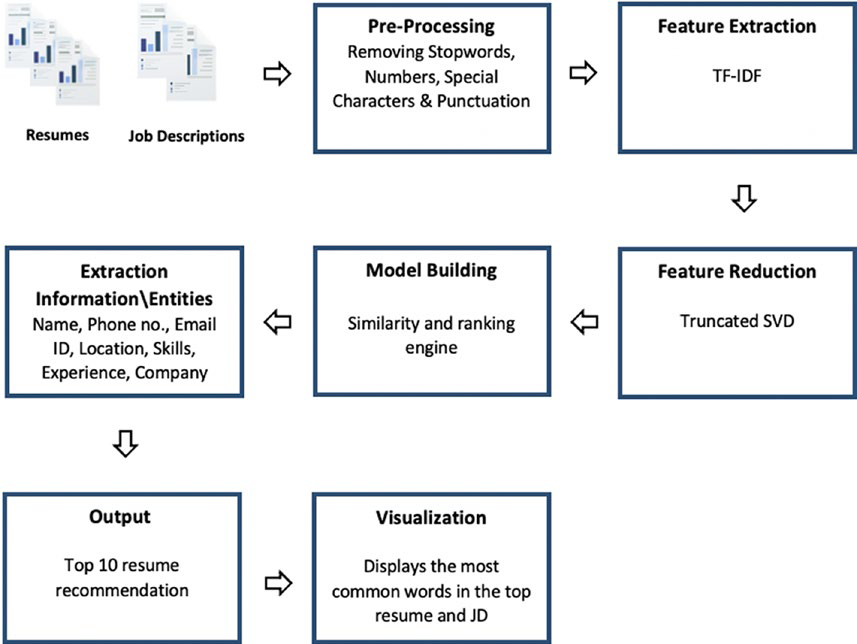 Resumes
Job Descriptions
Pre-Processing
Removing Stopwords,
Numbers, Special
Characters & Punctuation
Feature Extraction
TF-IDF
Feature Reduction
Truncated SVD
Model Building
Similarity and ranking
engine
Extraction
Information\Entities
Name, Phone no., Email
ID, Location, Skills,
Experience, Company
Output
Top 10 resume
recommendation
Visualization
Displays the most
common words in the top
resume and JD